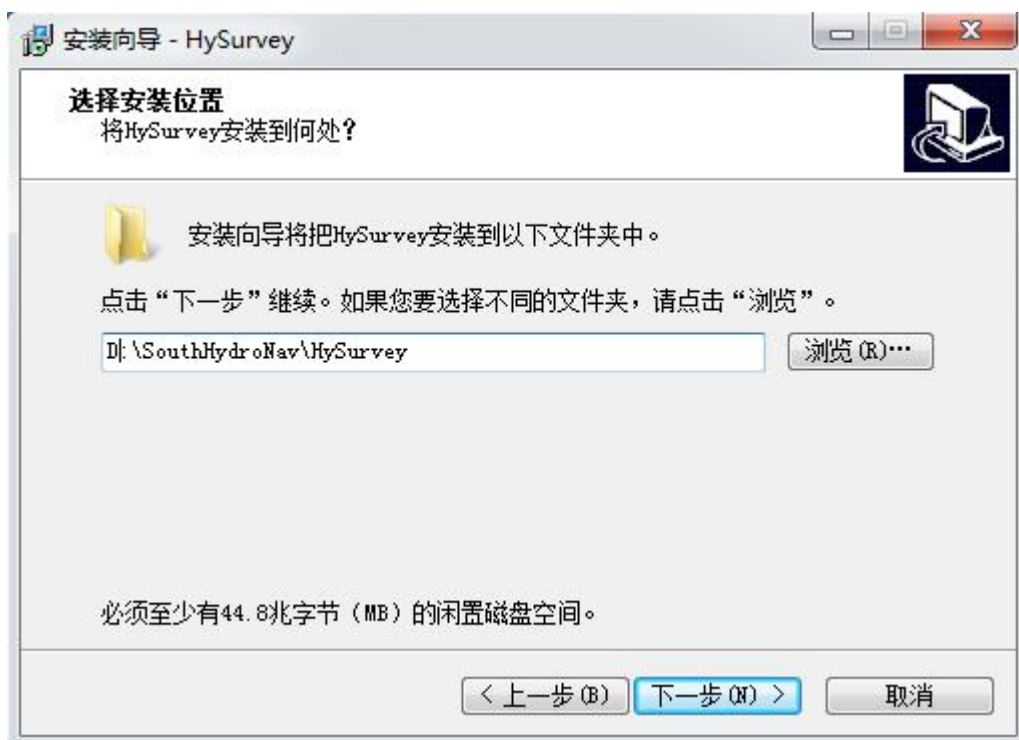 安装向导 - HySurvey
选择安装位置
将HySurvey安装到何处?
安装向导将把HySurvey安装到以下文件夹中。
点击“下一步”继续。如果您要选择不同的文件夹,请点击“浏览”。
D:\SouthHydroNav\HySurvey
浏览(R)…
必须至少有44.8兆字节(MB)的闲置磁盘空间。
<上一步(B) 下一步(N)> 取消